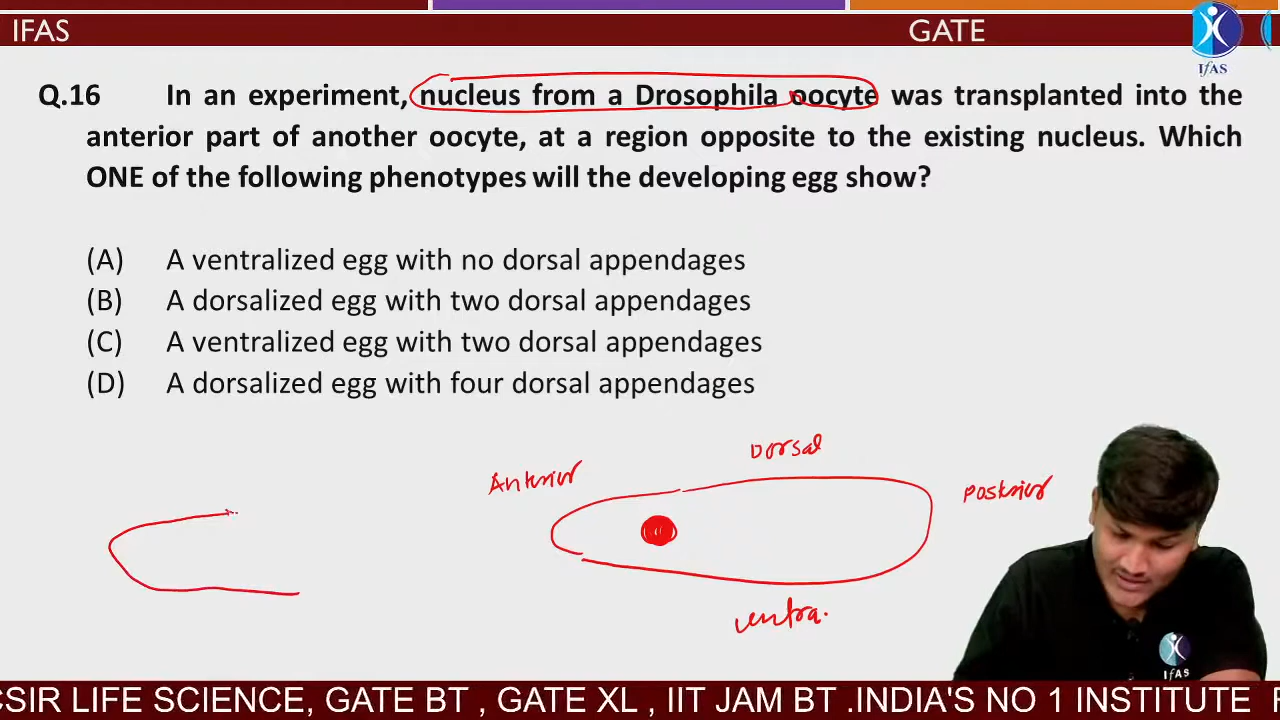 IFAS
GATE
IfAS
Q.16 In an experiment, nucleus from a Drosophila oocyte was transplanted into the
anterior part of another oocyte, at a region opposite to the existing nucleus. Which
ONE of the following phenotypes will the developing egg show?
(A) A ventralized egg with no dorsal appendages
(B) A dorsalized egg with two dorsal appendages
(C) A ventralized egg with two dorsal appendages
(D) A dorsalized egg with four dorsal appendages
Dorsal
Anterior
Posterior
ventra.
IfAS
CSIR LIFE SCIENCE, GATE BT , GATE XL , IIT JAM BT .INDIA'S NO 1 INSTITUTE